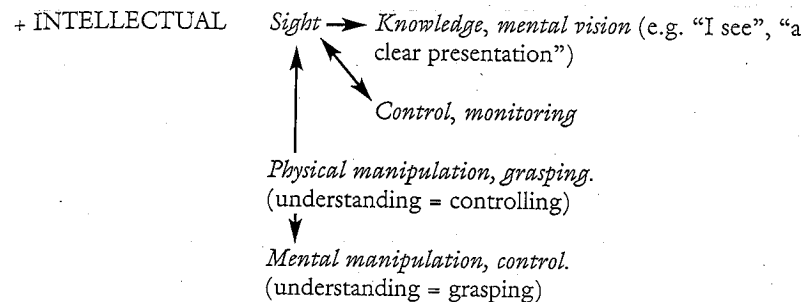 + INTELLECTUAL Sight Knowledge, mental vision (e.g. “I see”, “a
clear presentation”)
Control, monitoring
Physical manipulation, grasping.
(understanding = controlling)
Mental manipulation, control.
(understanding = grasping)